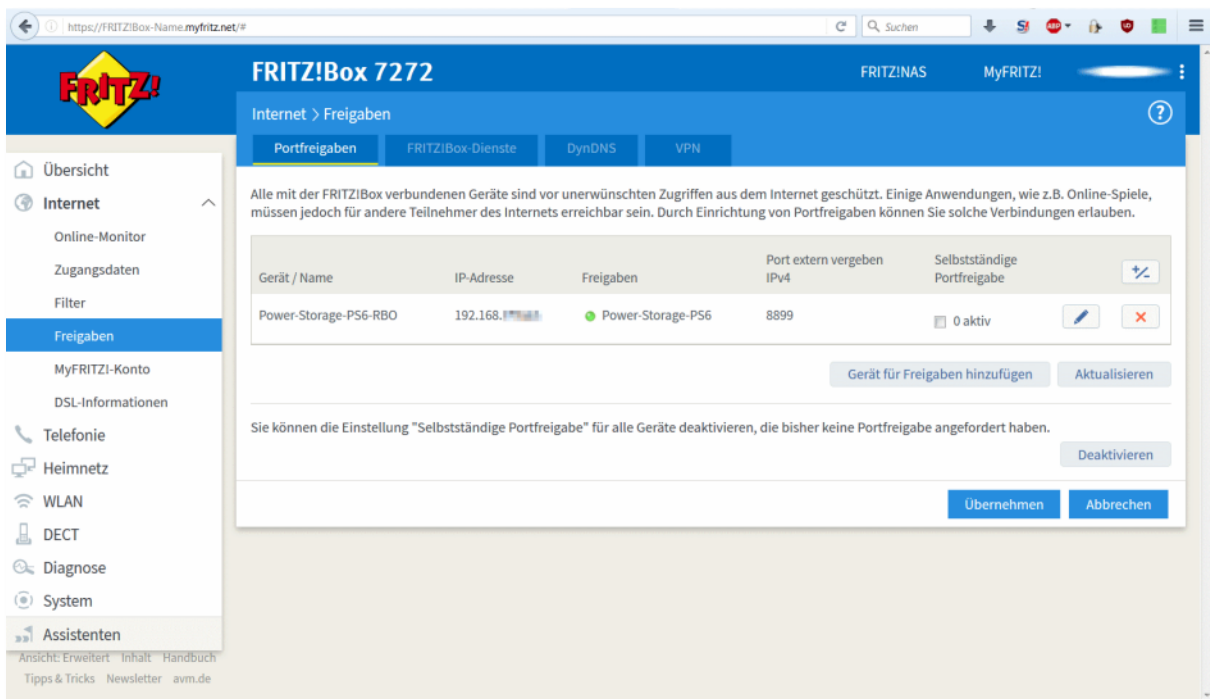 https://FRITZ!Box-Name.myfritz.net/#
Suchen
FRITZ!
FRITZ!Box 7272
FRITZ!NAS
MyFRITZ!
Internet > Freigaben
Portfreigaben
FRITZ!Box-Dienste
DynDNS
VPN
Übersicht
Internet
Online-Monitor
Zugangsdaten
Filter
Freigaben
MyFRITZ!-Konto
DSL-Informationen
Telefonie
Heimnetz
WLAN
DECT
Diagnose
System
Assistenten
Ansicht: Erweitert Inhalt Handbuch
Tipps & Tricks Newsletter avm.de
Alle mit der FRITZ!Box verbundenen Geräte sind vor unerwünschten Zugriffen aus dem Internet geschützt. Einige Anwendungen, wie z.B. Online-Spiele,
müssen jedoch für andere Teilnehmer des Internets erreichbar sein. Durch Einrichtung von Portfreigaben können Sie solche Verbindungen erlauben.
Gerät / Name
IP-Adresse
Freigaben
Port extern vergeben
IPv4
Selbstständige
Portfreigabe
Power-Storage-PS6-RBO
192.168.
Power-Storage-PS6
8899
0 aktiv
Gerät für Freigaben hinzufügen
Aktualisieren
Sie können die Einstellung "Selbstständige Portfreigabe" für alle Geräte deaktivieren, die bisher keine Portfreigabe angefordert haben.
Deaktivieren
Übernehmen
Abbrechen